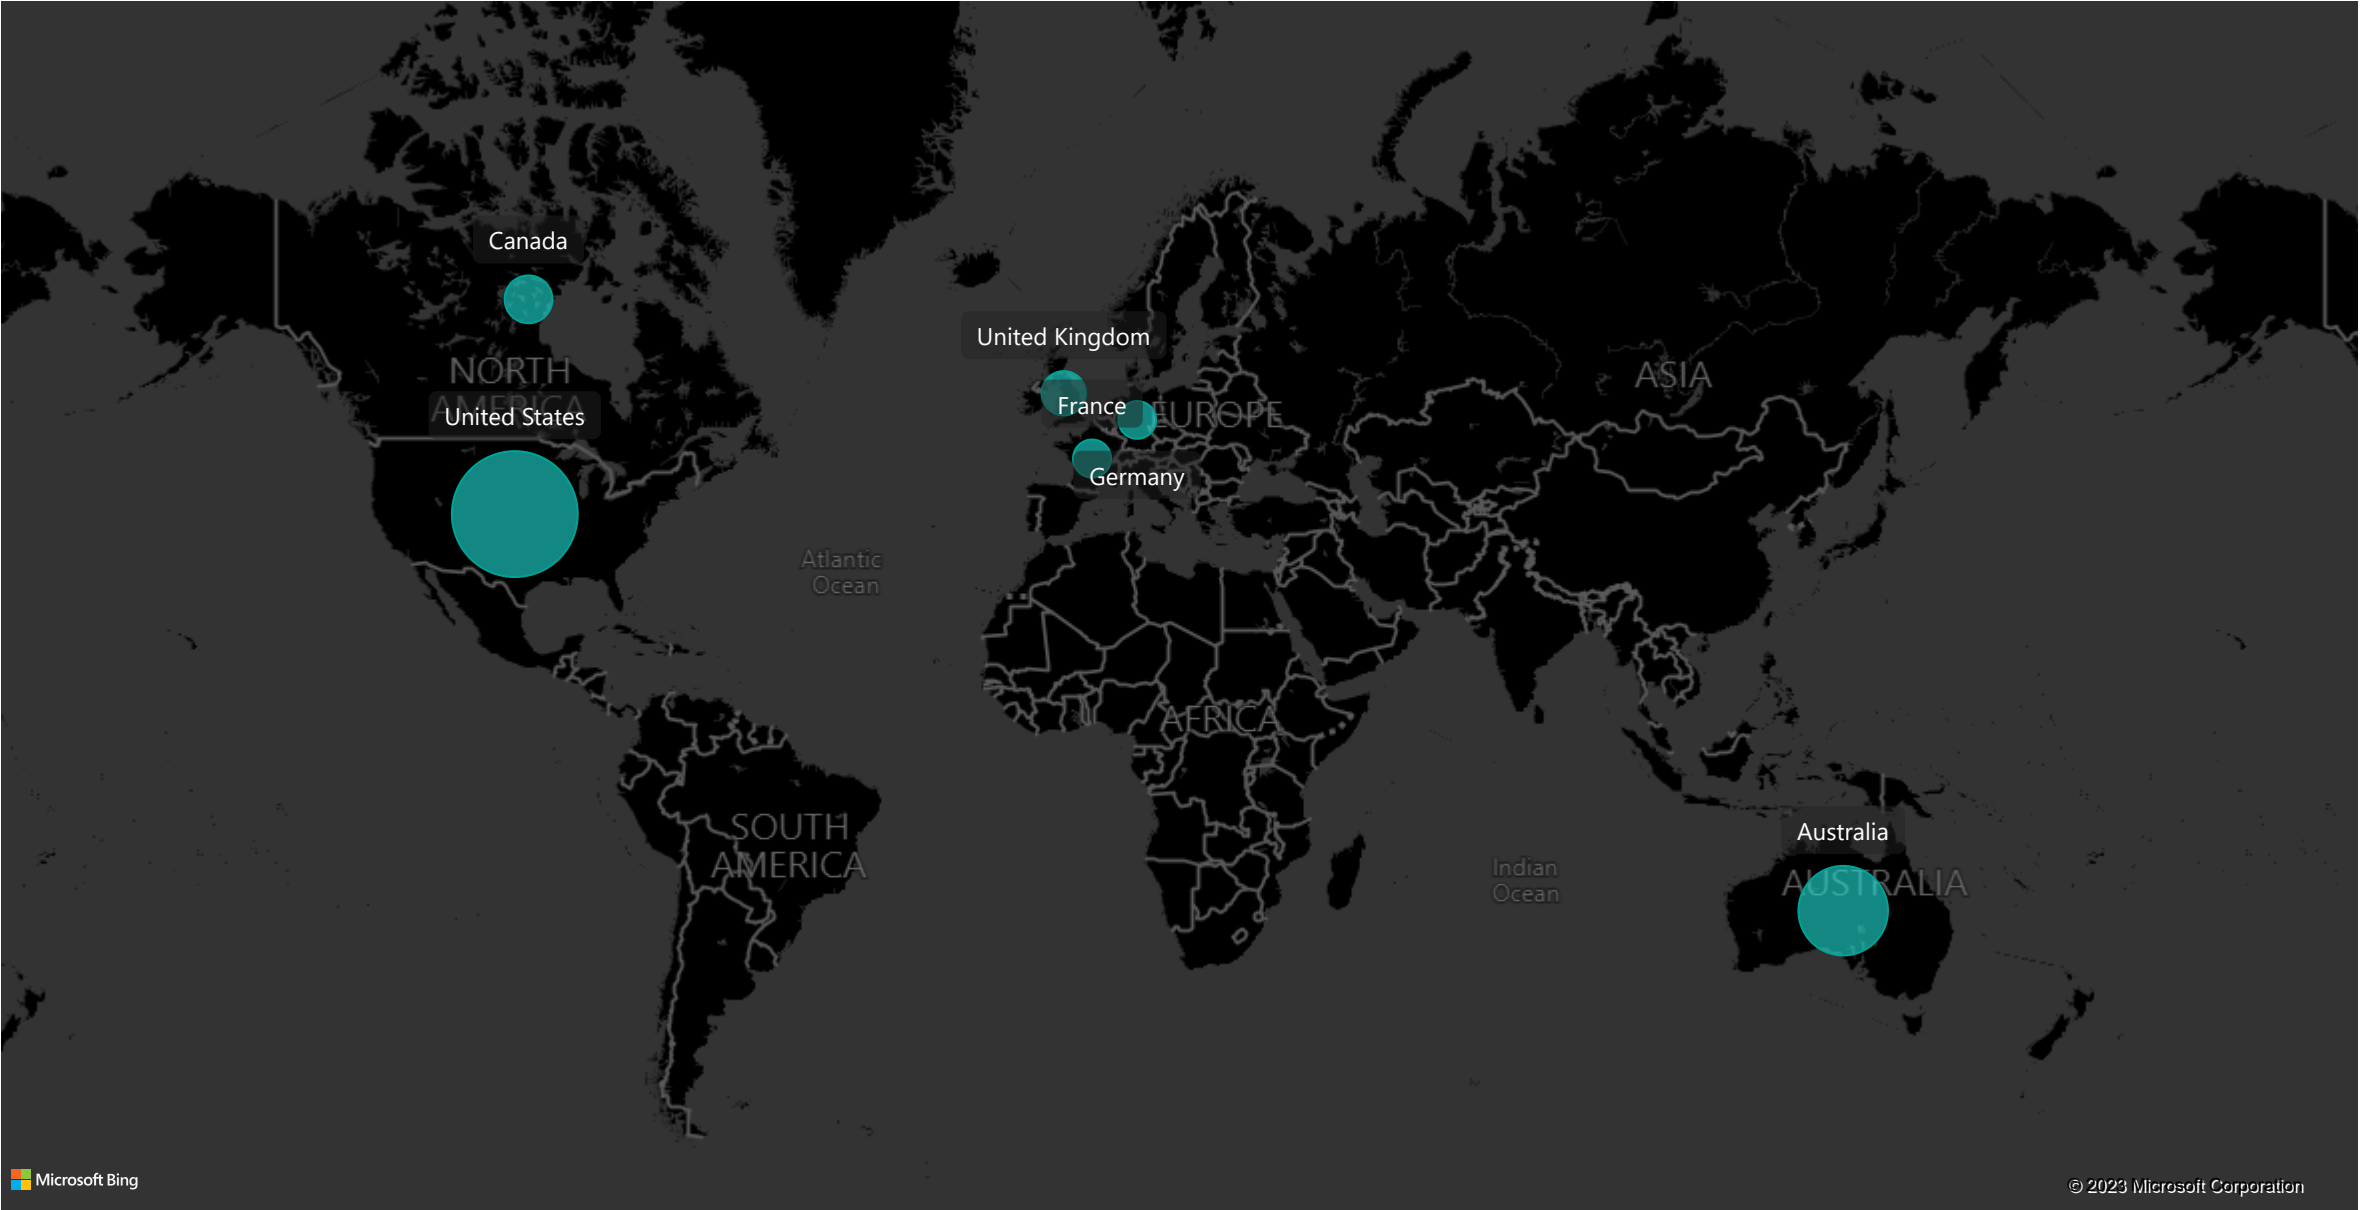 Canada
United Kingdom
NORTH
AMERICA
ASIA
United States
France
EUROPE
Germany
Atlantic
Ocean
AFRICA
SOUTH
AMERICA
Australia
Indian
Ocean
AUSTRALIA
Microsoft Bing
© 2023 Microsoft Corporation